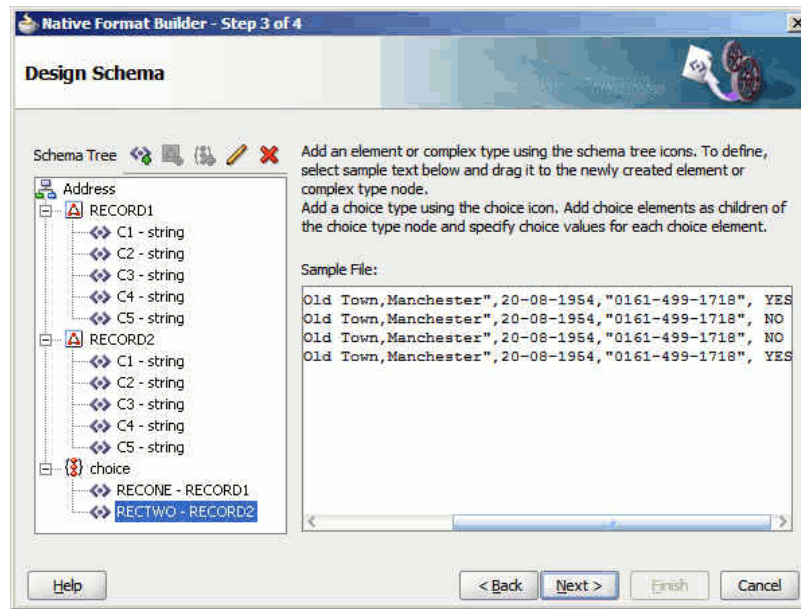 Native Format Builder - Step 3 of 4
Design Schema
Schema Tree
Address
RECORD1
C1 - string
C2 - string
C3 - string
C4 - string
C5 - string
RECORD2
C1 - string
C2 - string
C3 - string
C4 - string
C5 - string
choice
RECONE - RECORD1
RECTWO - RECORD2
Add an element or complex type using the schema tree icons. To define,
select sample text below and drag it to the newly created element or
complex type node.
Add a choice type using the choice icon. Add choice elements as children of
the choice type node and specify choice values for each choice element.
Sample File:
Old Town,Manchester",20-08-1954,"0161-499-1718", YES
Old Town,Manchester",20-08-1954,"0161-499-1718", NO
Old Town,Manchester",20-08-1954,"0161-499-1718", NO
Old Town,Manchester",20-08-1954,"0161-499-1718", YES
Help
< Back
Next >
Finish
Cancel